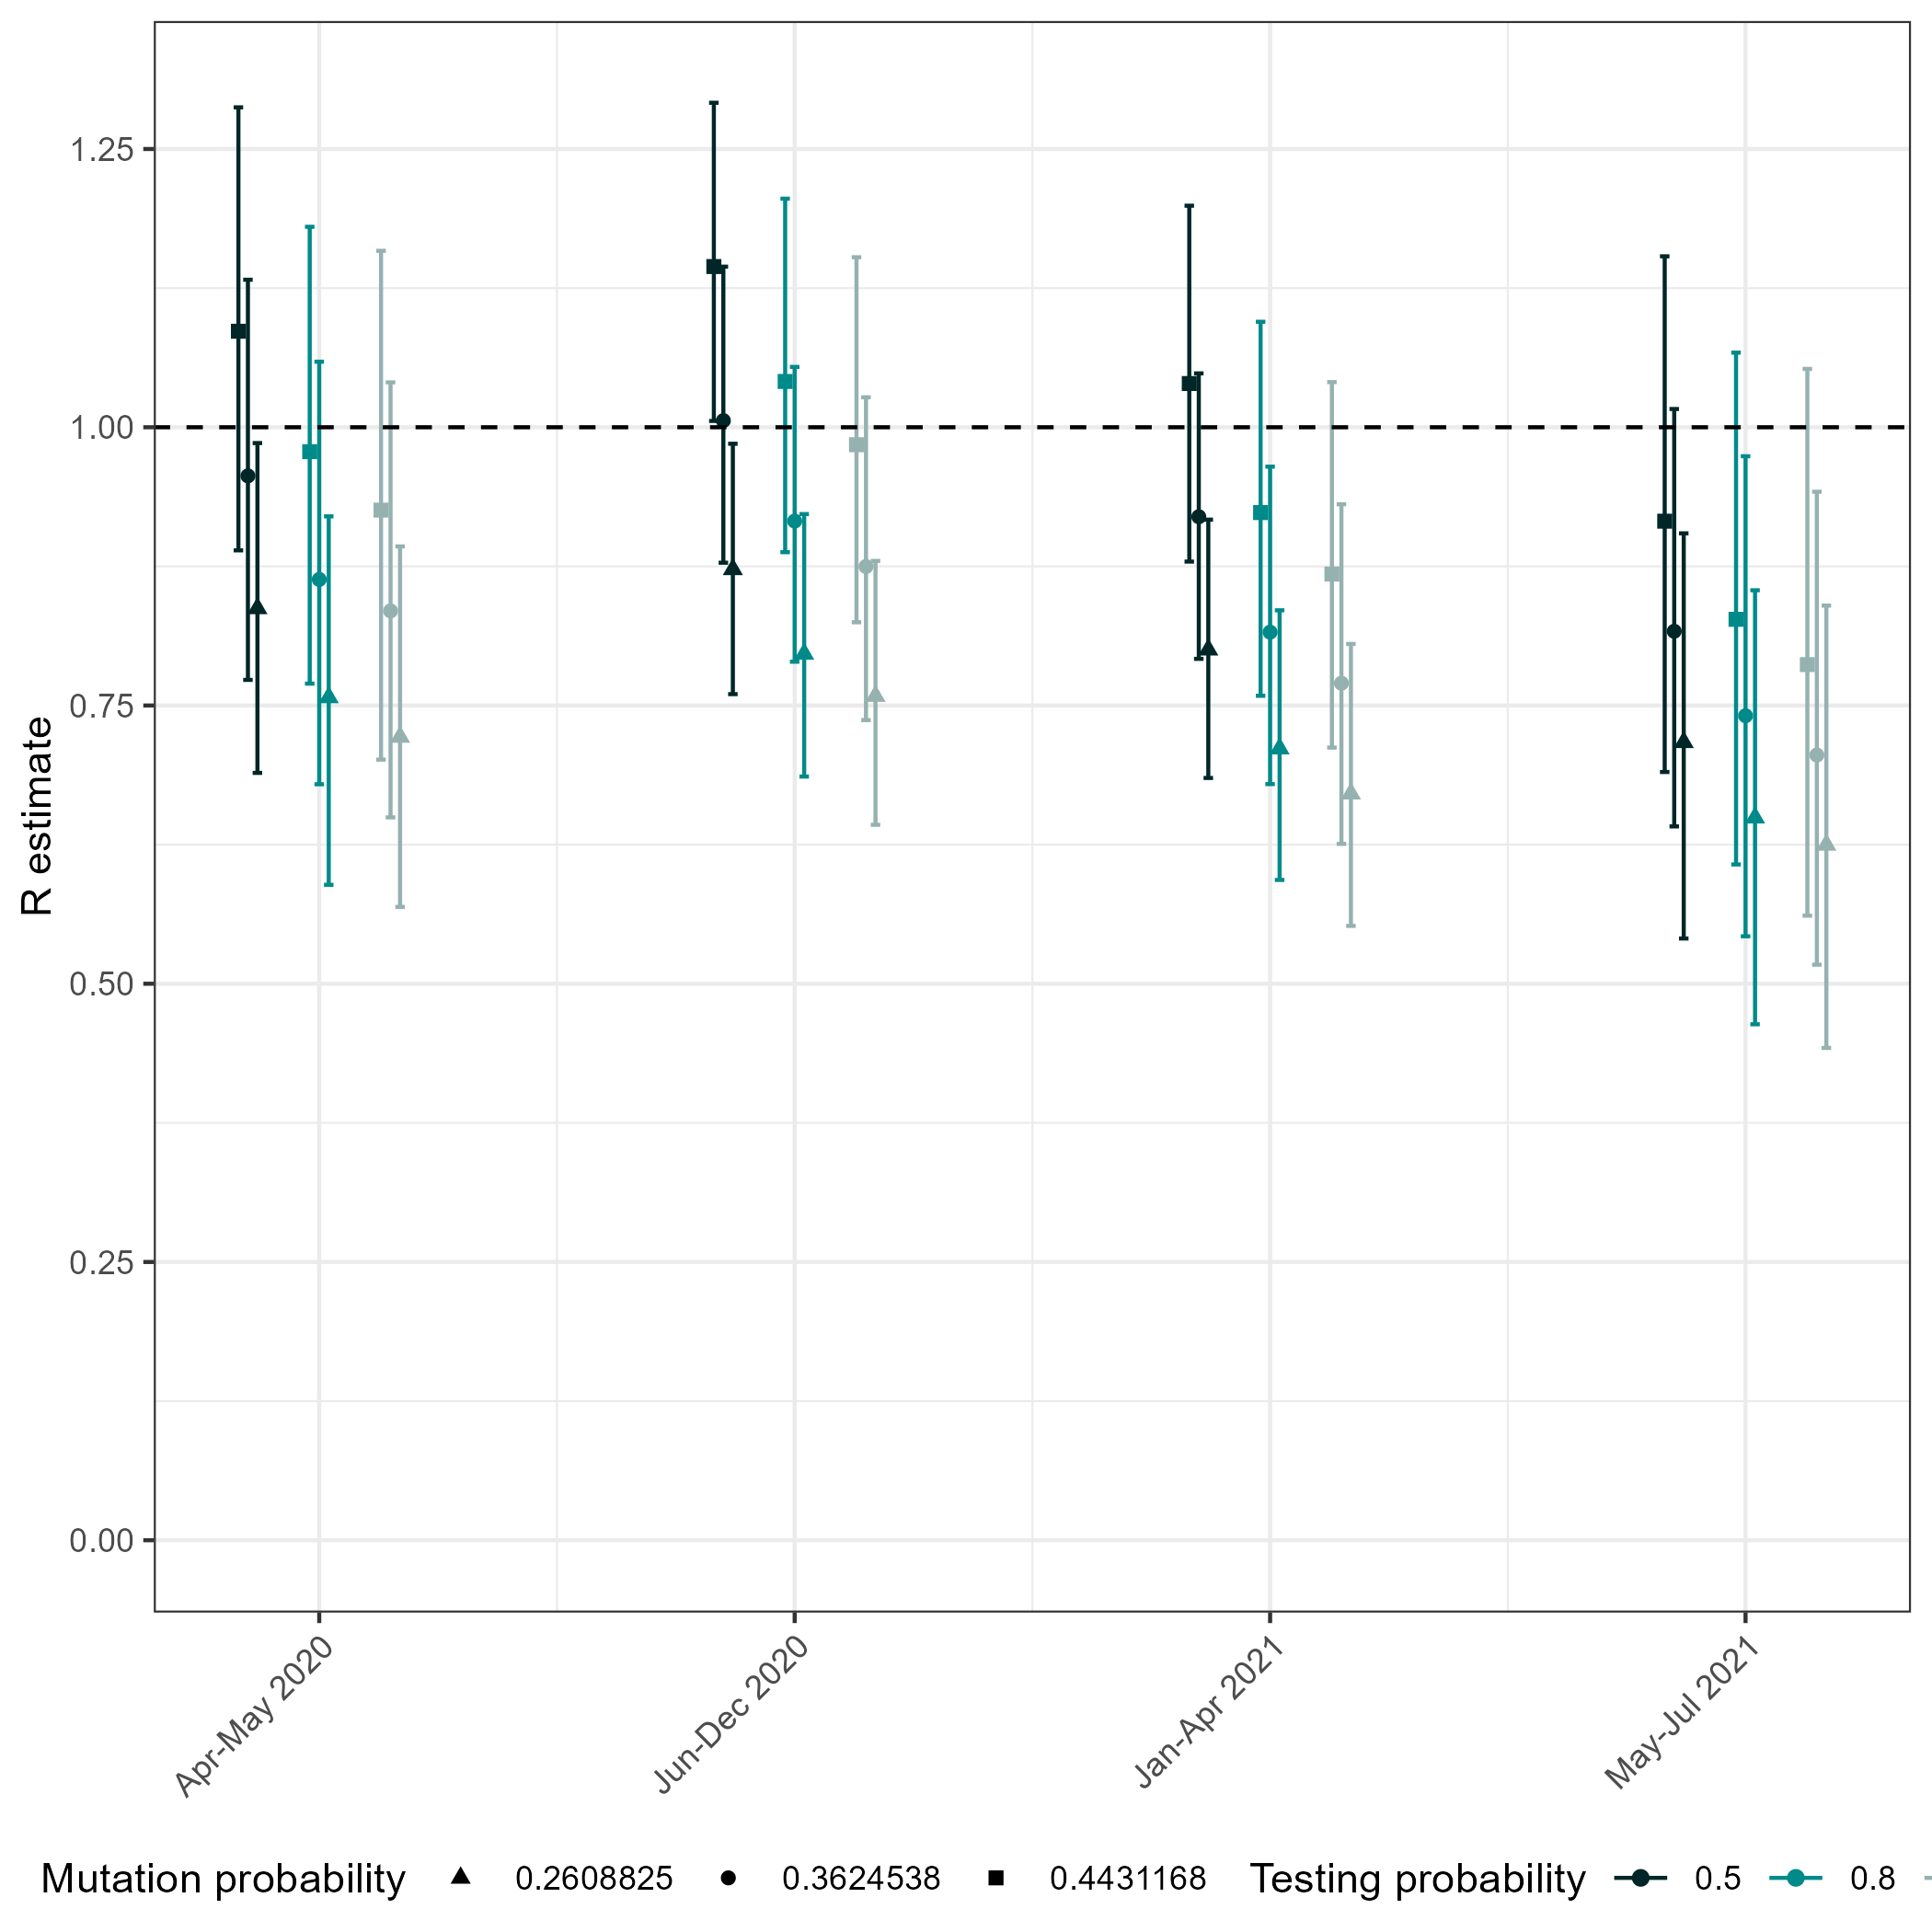 1.25
1.00
0.75
0.50
0.25
0.00
R estimate
Apr-May 2020
Jun-Dec 2020
Jan-Apr 2021
May-Jul 2021
Mutation probability 0.2608825 0.3624538 0.4431168 Testing probability 0.5 0.8